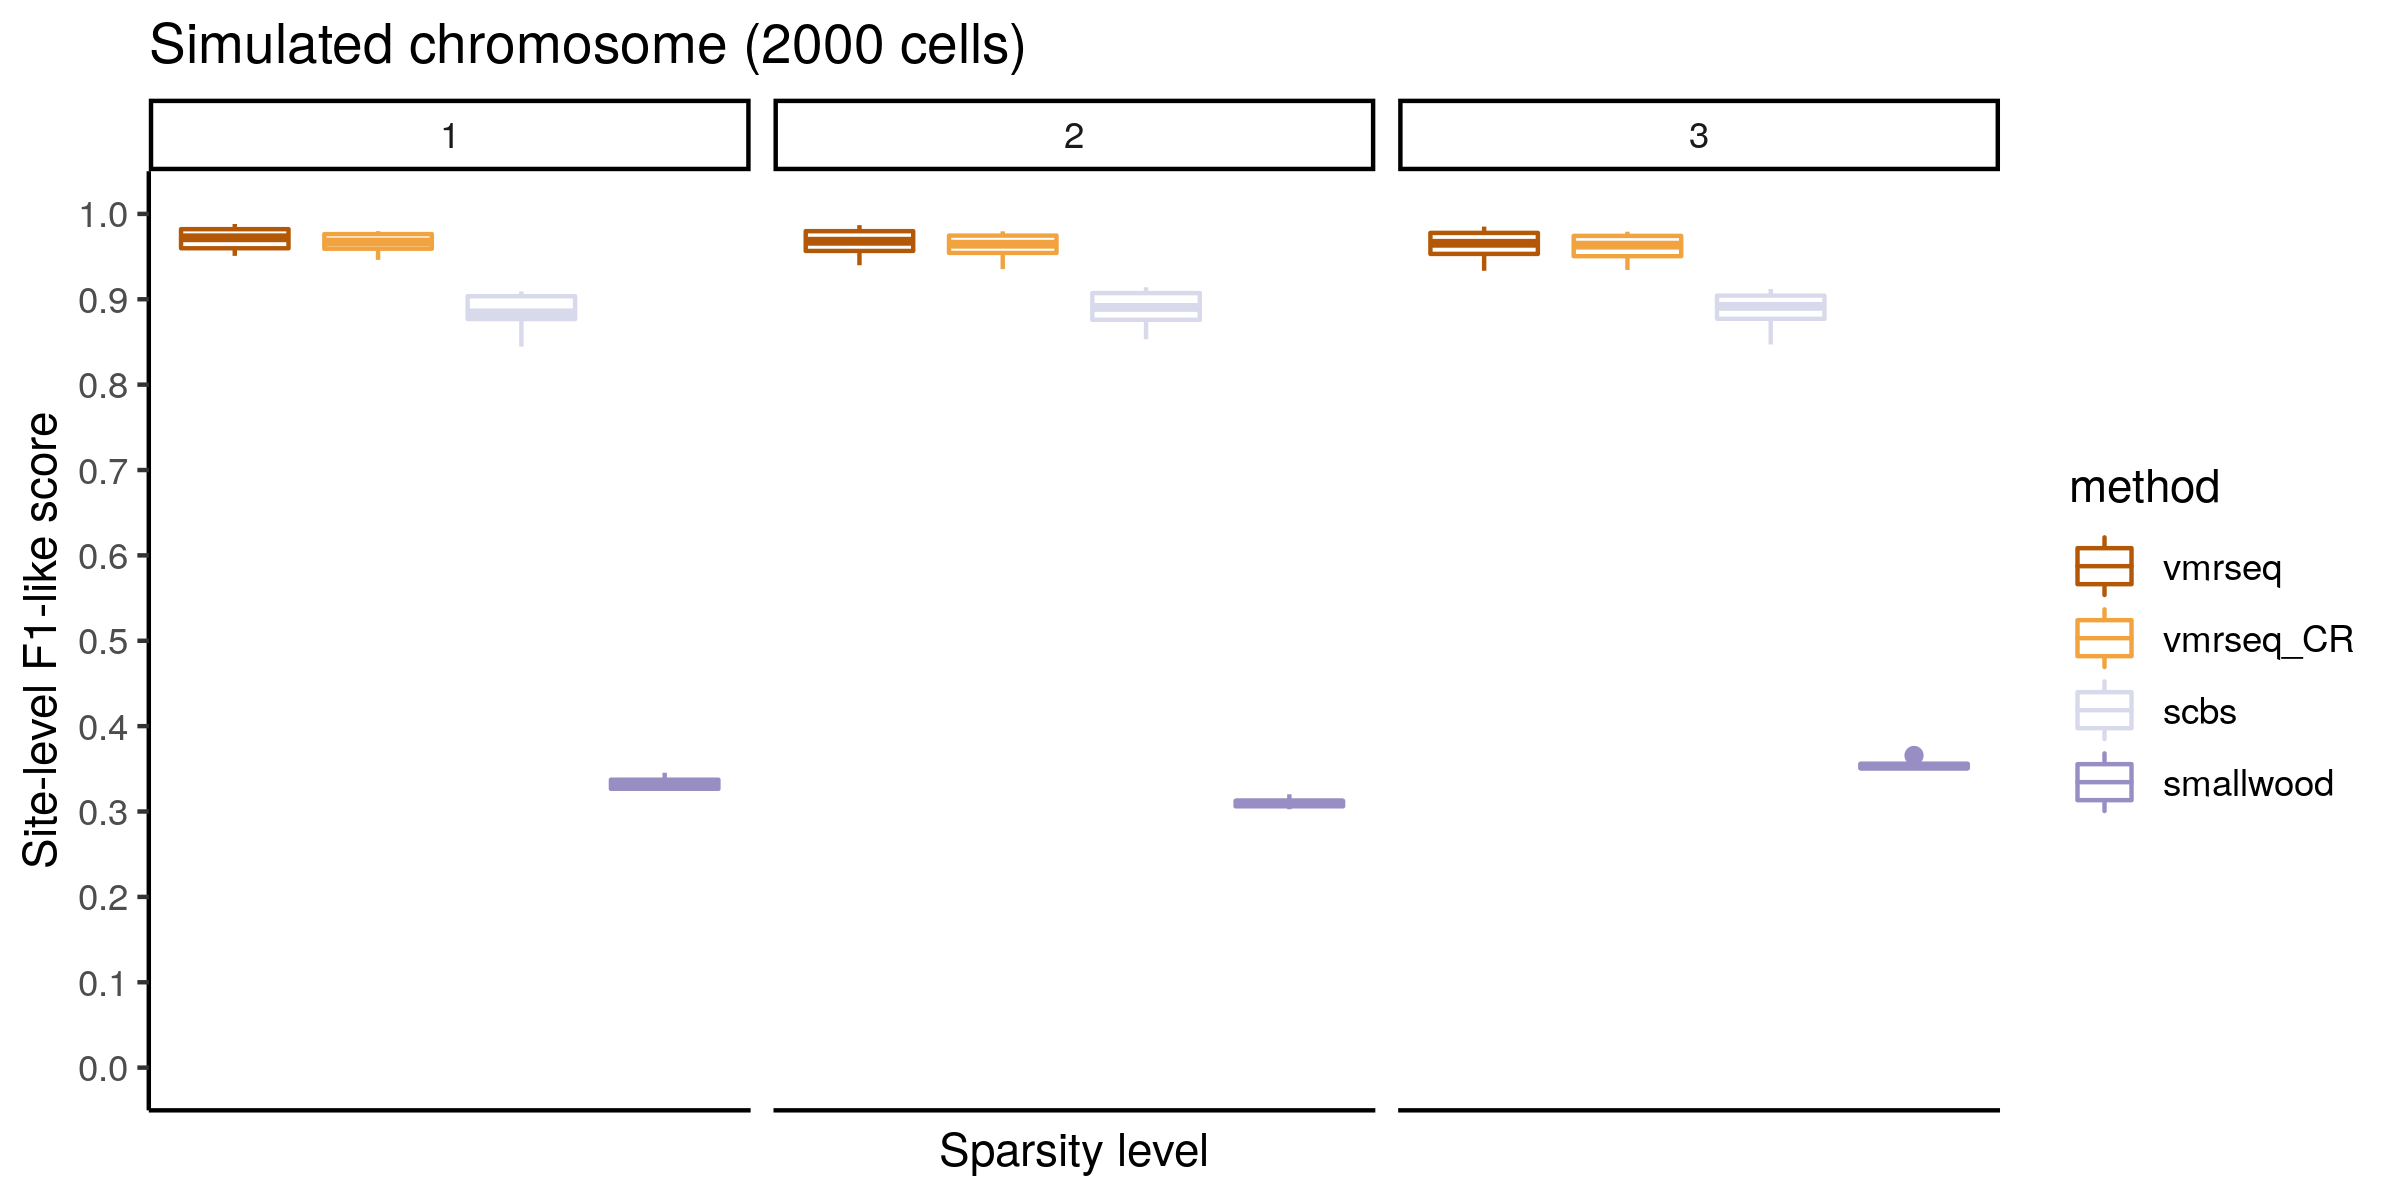 Simulated chromosome (2000 cells)
1
2
3
1.0
0.9
0.8
0.7
0.6
0.5
0.4
0.3
0.2
0.1
0.0
Site-level F1-like score
Sparsity level
method
vmrseq
vmrseq_CR
scbs
smallwood